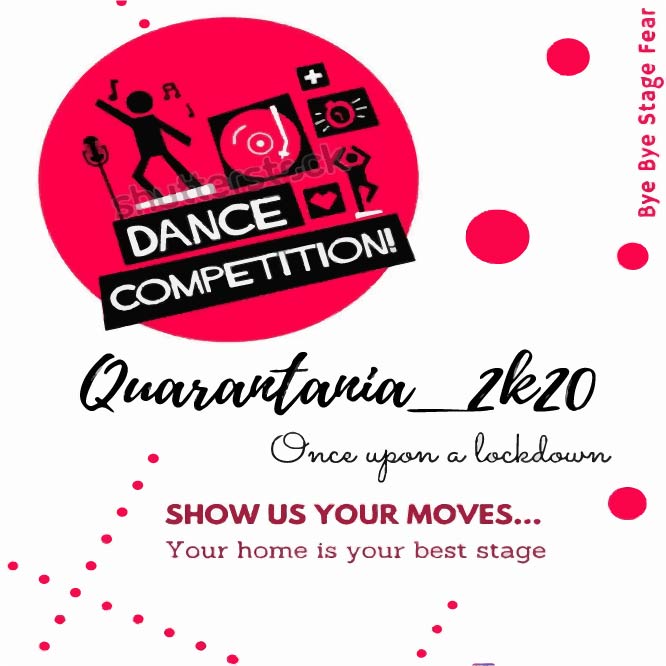 Bye Bye Stage Fear
shutterstock
DANCE
COMPETITION!
Quarantania_2k20
Once upon a lockdown
SHOW US YOUR MOVES...
Your home is your best stage